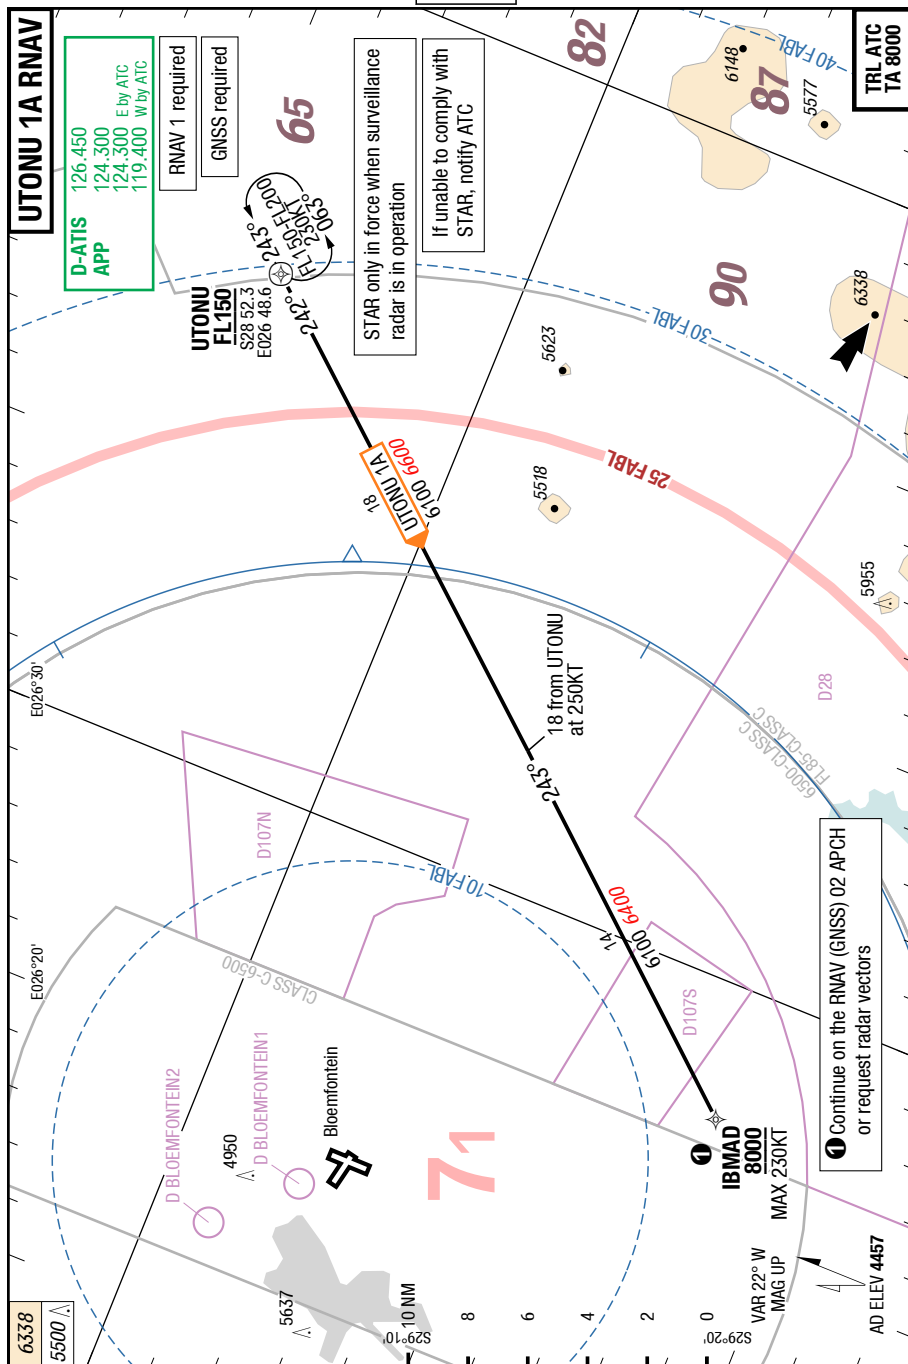 UTONU 1A RNAV
D-ATIS 126.450
APP 124.300
124.300 E by ATC
119.400 W by ATC
RNAV 1 required
GNSS required
65
82
87
90
71
6148
5577
40 FABL
TRL ATC
TA 8000
UTONU
FL150
S28 52.3
E026 48.6
243°
FL150-FL200
230KT
063°
242°
STAR only in force when surveillance
radar is in operation
If unable to comply with
STAR, notify ATC
5623
30 FABL
6338
18
UTONU 1A
6100 6600
25 FABL
5518
5955
E026°30'
18 from UTONU
at 250KT
243°
D28
6500-CLASS C
FL85-CLASS C
D107N
10 FABL
14
6100 6400
E026°20'
CLASS C-6500
D107S
D BLOEMFONTEIN2
D BLOEMFONTEIN1
4950
Bloemfontein
1
IBMAD
8000
MAX 230KT
1 Continue on the RNAV (GNSS) 02 APCH
or request radar vectors
5637
S29°10'
10 NM
8
6
4
2
0
S29°20'
VAR 22° W
MAG UP
AD ELEV 4457
6338
5500